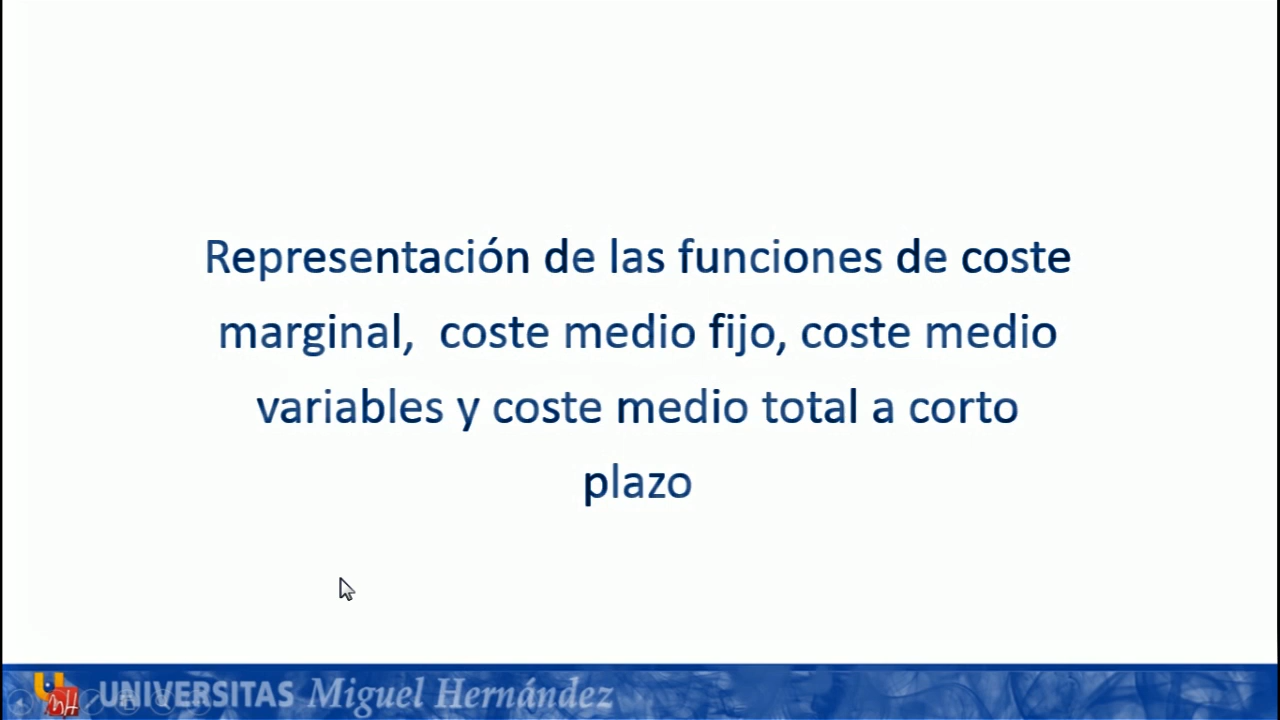 Representación de las funciones de coste
marginal, coste medio fijo, coste medio
variables y coste medio total a corto
plazo
UNIVERSITAS Miguel Hernández